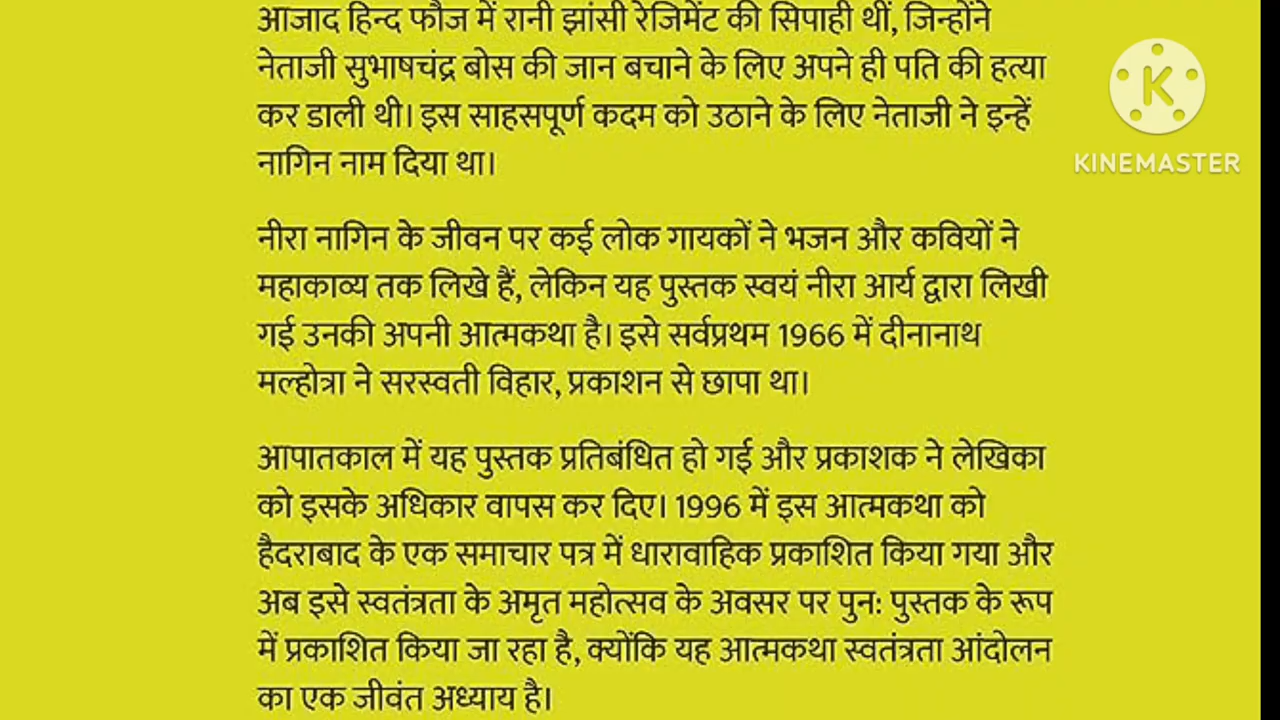 आजाद हिन्द फौज में रानी झांसी रेजिमेंट की सिपाही थीं, जिन्होंने
नेताजी सुभाषचंद्र बोस की जान बचाने के लिए अपने ही पति की हत्या
कर डाली थी। इस साहसपूर्ण कदम को उठाने के लिए नेताजी ने इन्हें
नागिन नाम दिया था।
नीरा नागिन के जीवन पर कई लोक गायकों ने भजन और कवियों ने
महाकाव्य तक लिखे हैं, लेकिन यह पुस्तक स्वयं नीरा आर्य द्वारा लिखी
गई उनकी अपनी आत्मकथा है। इसे सर्वप्रथम 1966 में दीनानाथ
मल्होत्रा ने सरस्वती विहार, प्रकाशन से छापा था।
आपातकाल में यह पुस्तक प्रतिबंधित हो गई और प्रकाशक ने लेखिका
को इसके अधिकार वापस कर दिए। 1996 में इस आत्मकथा को
हैदराबाद के एक समाचार पत्र में धारावाहिक प्रकाशित किया गया और
अब इसे स्वतंत्रता के अमृत महोत्सव के अवसर पर पुन: पुस्तक के रूप
में प्रकाशित किया जा रहा है, क्योंकि यह आत्मकथा स्वतंत्रता आंदोलन
का एक जीवंत अध्याय है।
K
KINEMASTER